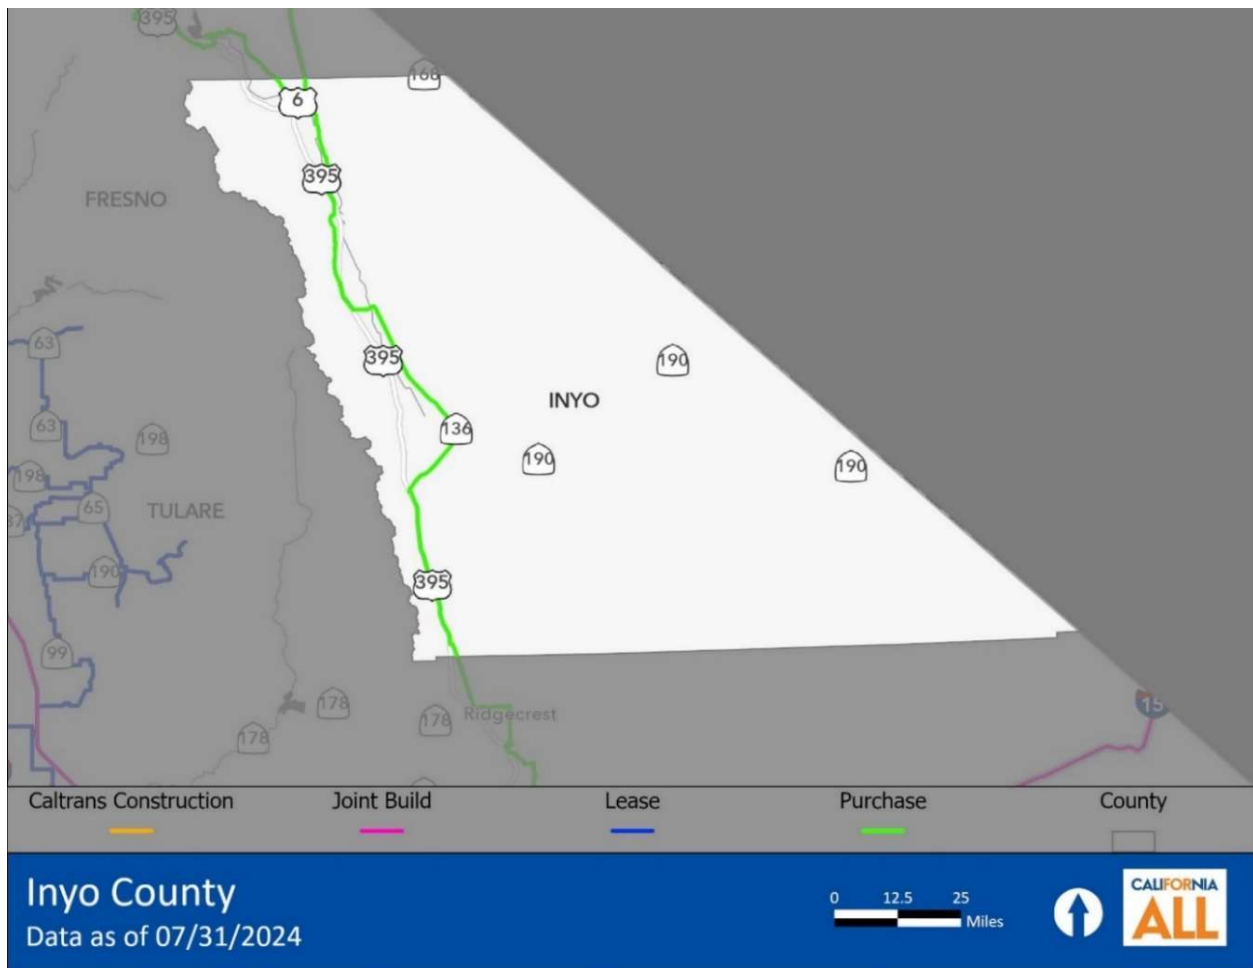 395
168
6
395
FRESNO
63
395
190
INYO
63
136
198
190
190
198
65
TULARE
37
190
395
99
178
Ridgecrest
178
178
15
Caltrans Construction
Joint Build
Lease
Purchase
County
Inyo County
Data as of 07/31/2024
0 12.5 25
Miles
CALIFORNIA
ALL